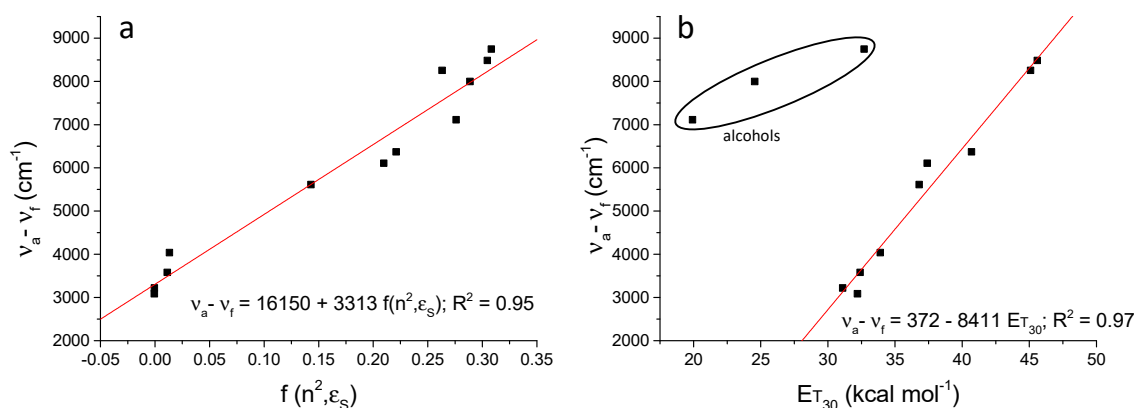 a
9000
8000
7000
6000
5000
4000
3000
2000
νa - νf (cm⁻¹)
νa - νf = 16150 + 3313 f(n²,εS); R² = 0.95
-0.05 0.00 0.05 0.10 0.15 0.20 0.25 0.30 0.35
f (n²,εS)
b
9000
8000
7000
6000
5000
4000
3000
2000
νa - νf (cm⁻¹)
alcohols
νa - νf = 372 - 8411 ET30; R² = 0.97
20 25 30 35 40 45 50
ET30 (kcal mol⁻¹)